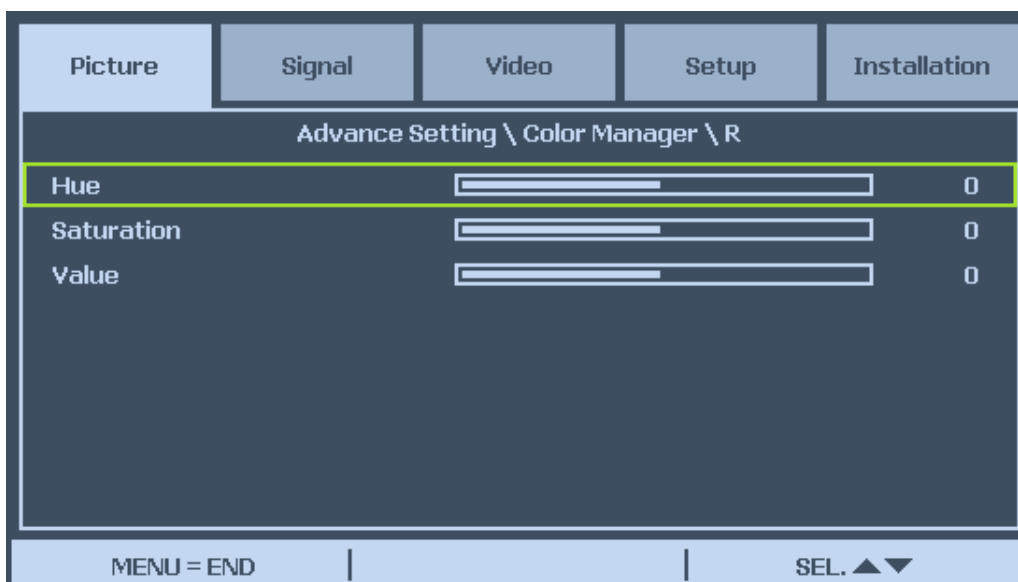 Picture Signal Video Setup Installation
Advance Setting \ Color Manager \ R
Hue 0
Saturation 0
Value 0
MENU = END SEL. ▲▼